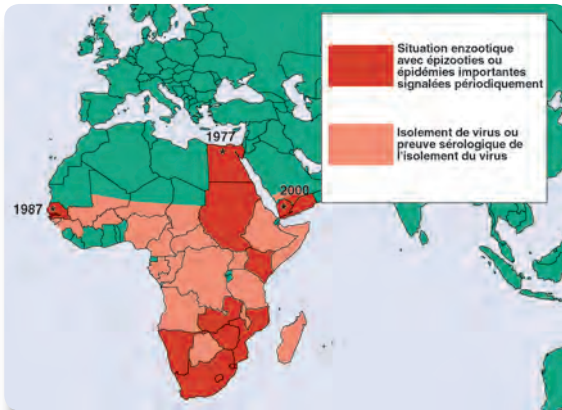 Situation enzootique
avec épizooties ou
épidémies importantes
signalées périodiquement
Isolement de virus ou
preuve sérologique de
l'isolement du virus
1977
2000
1987